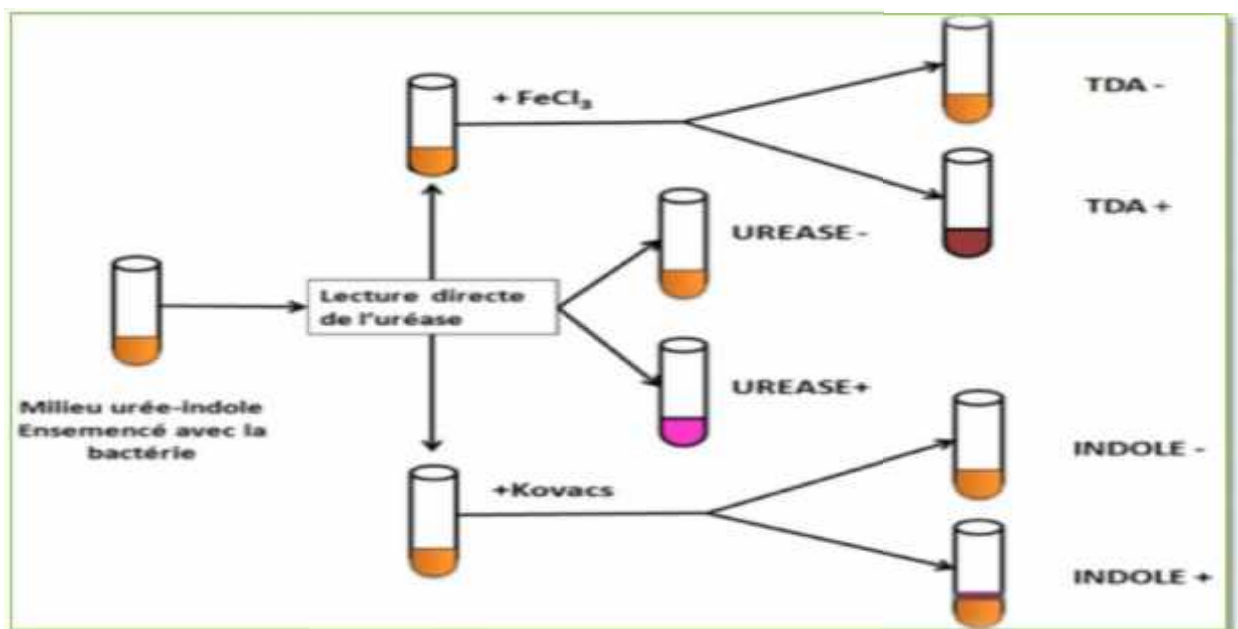 + FeCl₃
TDA -
TDA +
UREASE -
Lecture directe
de l'uréase
UREASE+
Milieu urée-indole
Ensemencé avec la
bactérie
+Kovacs
INDOLE -
INDOLE +